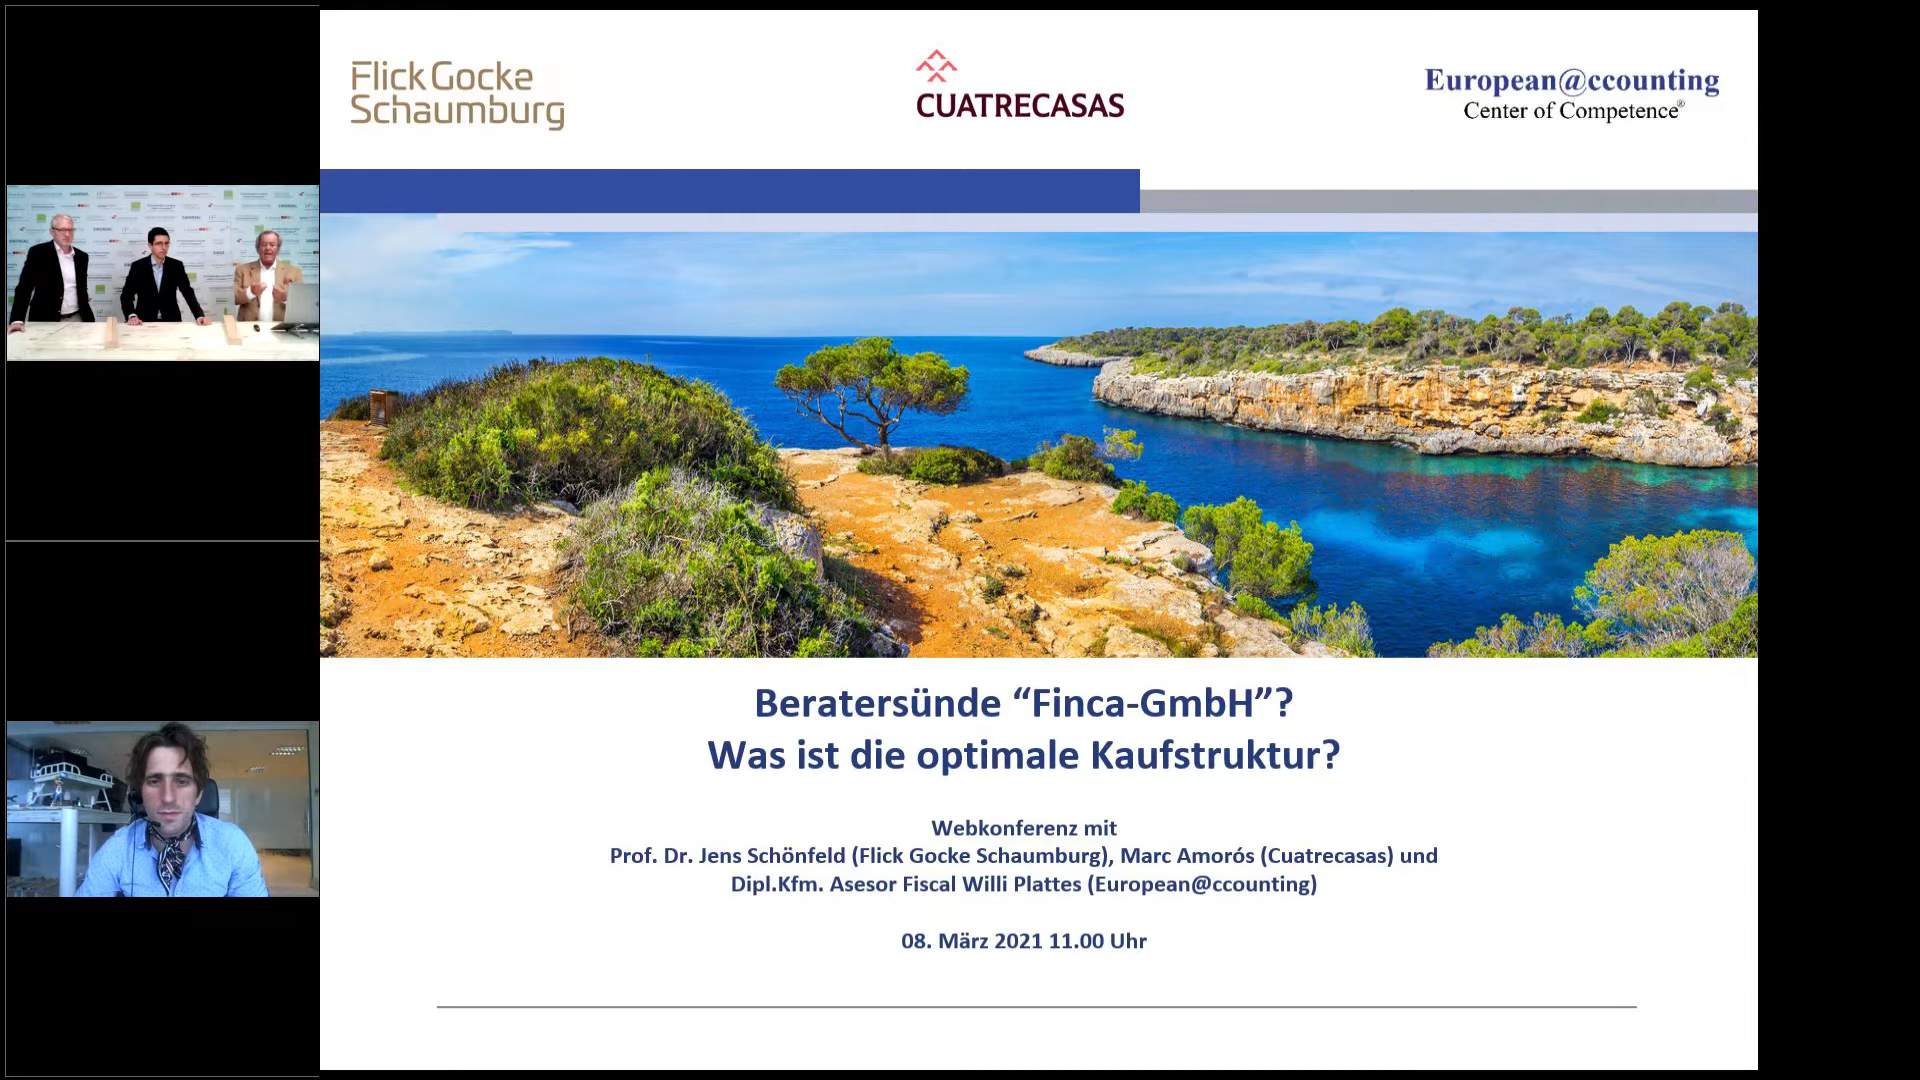 Flick Gocke
Schaumburg
CUATRECASAS
European@ccounting
Center of Competence®
Beratersünde “Finca-GmbH”?
Was ist die optimale Kaufstruktur?
Webkonferenz mit
Prof. Dr. Jens Schönfeld (Flick Gocke Schaumburg), Marc Amorós (Cuatrecasas) und
Dipl.Kfm. Asesor Fiscal Willi Plattes (European@ccounting)
08. März 2021 11.00 Uhr